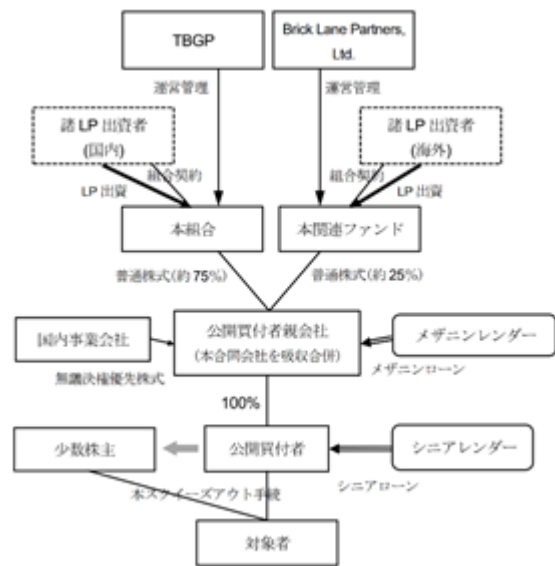 TBGP
Brick Lane Partners,
Ltd.
運営管理
運営管理
諸 LP 出資者
(国内)
諸 LP 出資者
(海外)
組合契約
LP 出資
組合契約
LP 出資
本組合
本関連ファンド
普通株式(約 75%)
普通株式(約 25%)
国内事業会社
公開買付者親会社
(本合同会社を吸収合併)
メザニンレンダー
無議決権優先株式
メザニンローン
100%
少数株主
公開買付者
シニアレンダー
本スクイーズアウト手続
シニアローン
対象者